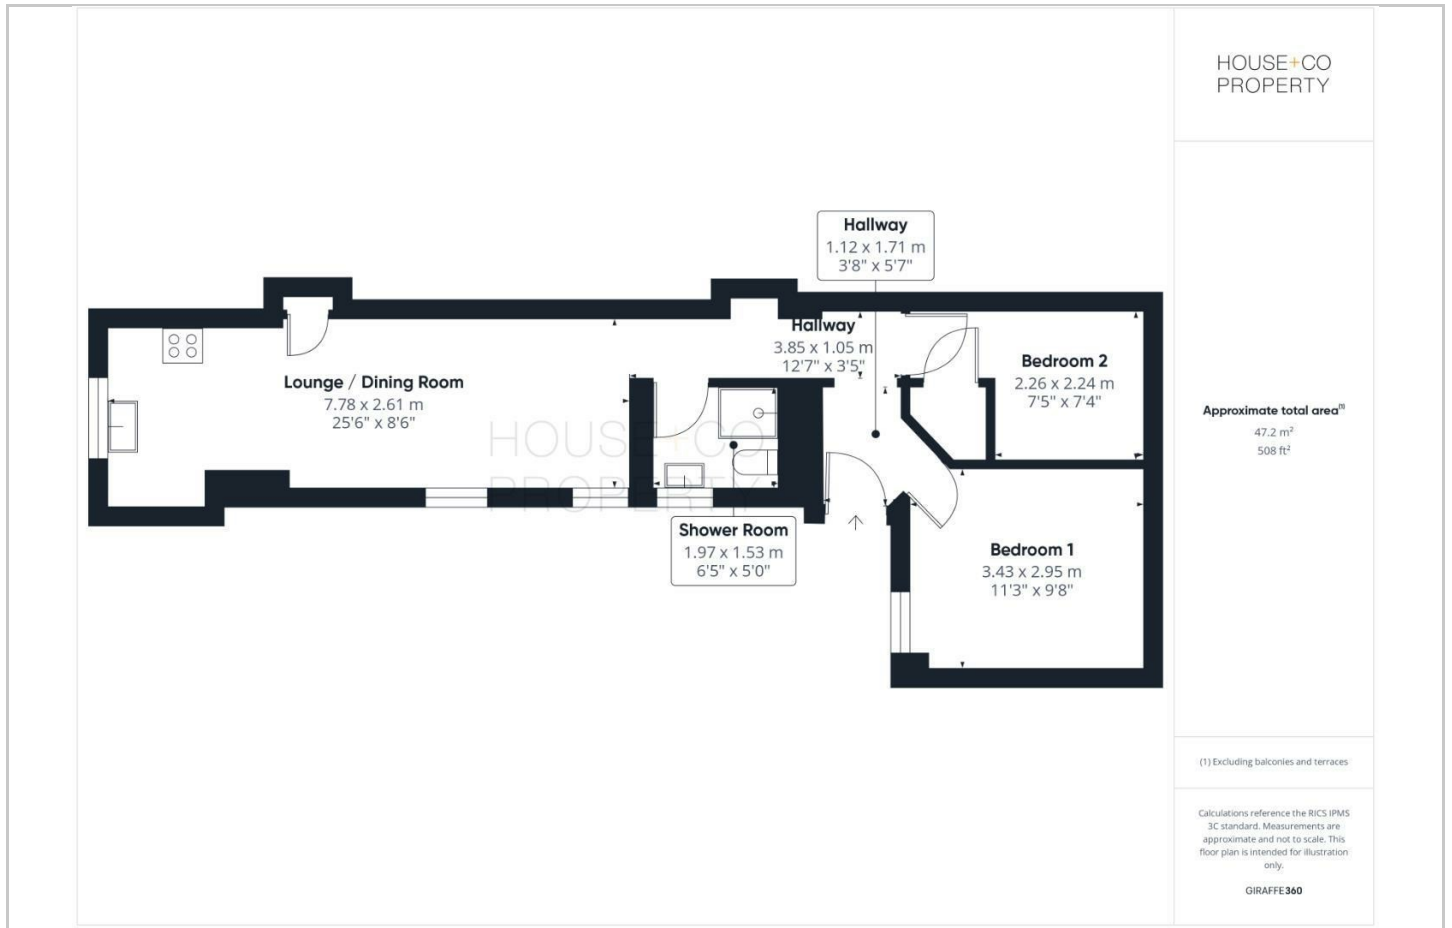 HOUSE+CO
PROPERTY
Hallway
1.12 x 1.71 m
3'8" x 5'7"
Hallway
3.85 x 1.05 m
12'7" x 3'5"
Bedroom 2
2.26 x 2.24 m
7'5" x 7'4"
Lounge / Dining Room
7.78 x 2.61 m
25'6" x 8'6"
HOUSE+CO
PROPERTY
Shower Room
1.97 x 1.53 m
6'5" x 5'0"
Bedroom 1
3.43 x 2.95 m
11'3" x 9'8"
Approximate total area(1)
47.2 m²
508 ft²
(1) Excluding balconies and terraces
Calculations reference the RICS IPMS
3C standard. Measurements are
approximate and not to scale. This
floor plan is intended for illustration
only.
GIRAFFE360